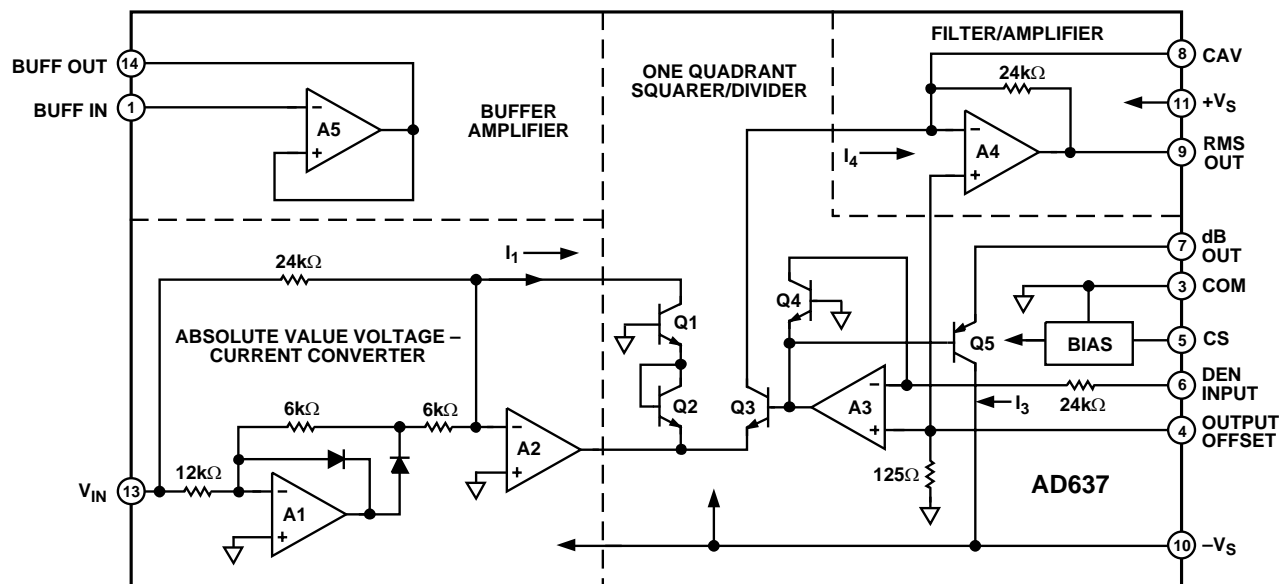 FILTER/AMPLIFIER
BUFF OUT
14
BUFF IN
1
A5
−
+
BUFFER
AMPLIFIER
ONE QUADRANT
SQUARER/DIVIDER
24kΩ
I4
A4
−
+
8
CAV
11
+VS
9
RMS
OUT
I1
24kΩ
ABSOLUTE VALUE VOLTAGE –
CURRENT CONVERTER
6kΩ
6kΩ
12kΩ
VIN
13
A1
−
+
A2
−
+
Q1
Q2
Q3
Q4
A3
−
+
Q5
I3
BIAS
24kΩ
125Ω
7
dB
OUT
3
COM
5
CS
6
DEN
INPUT
4
OUTPUT
OFFSET
AD637
10
–VS